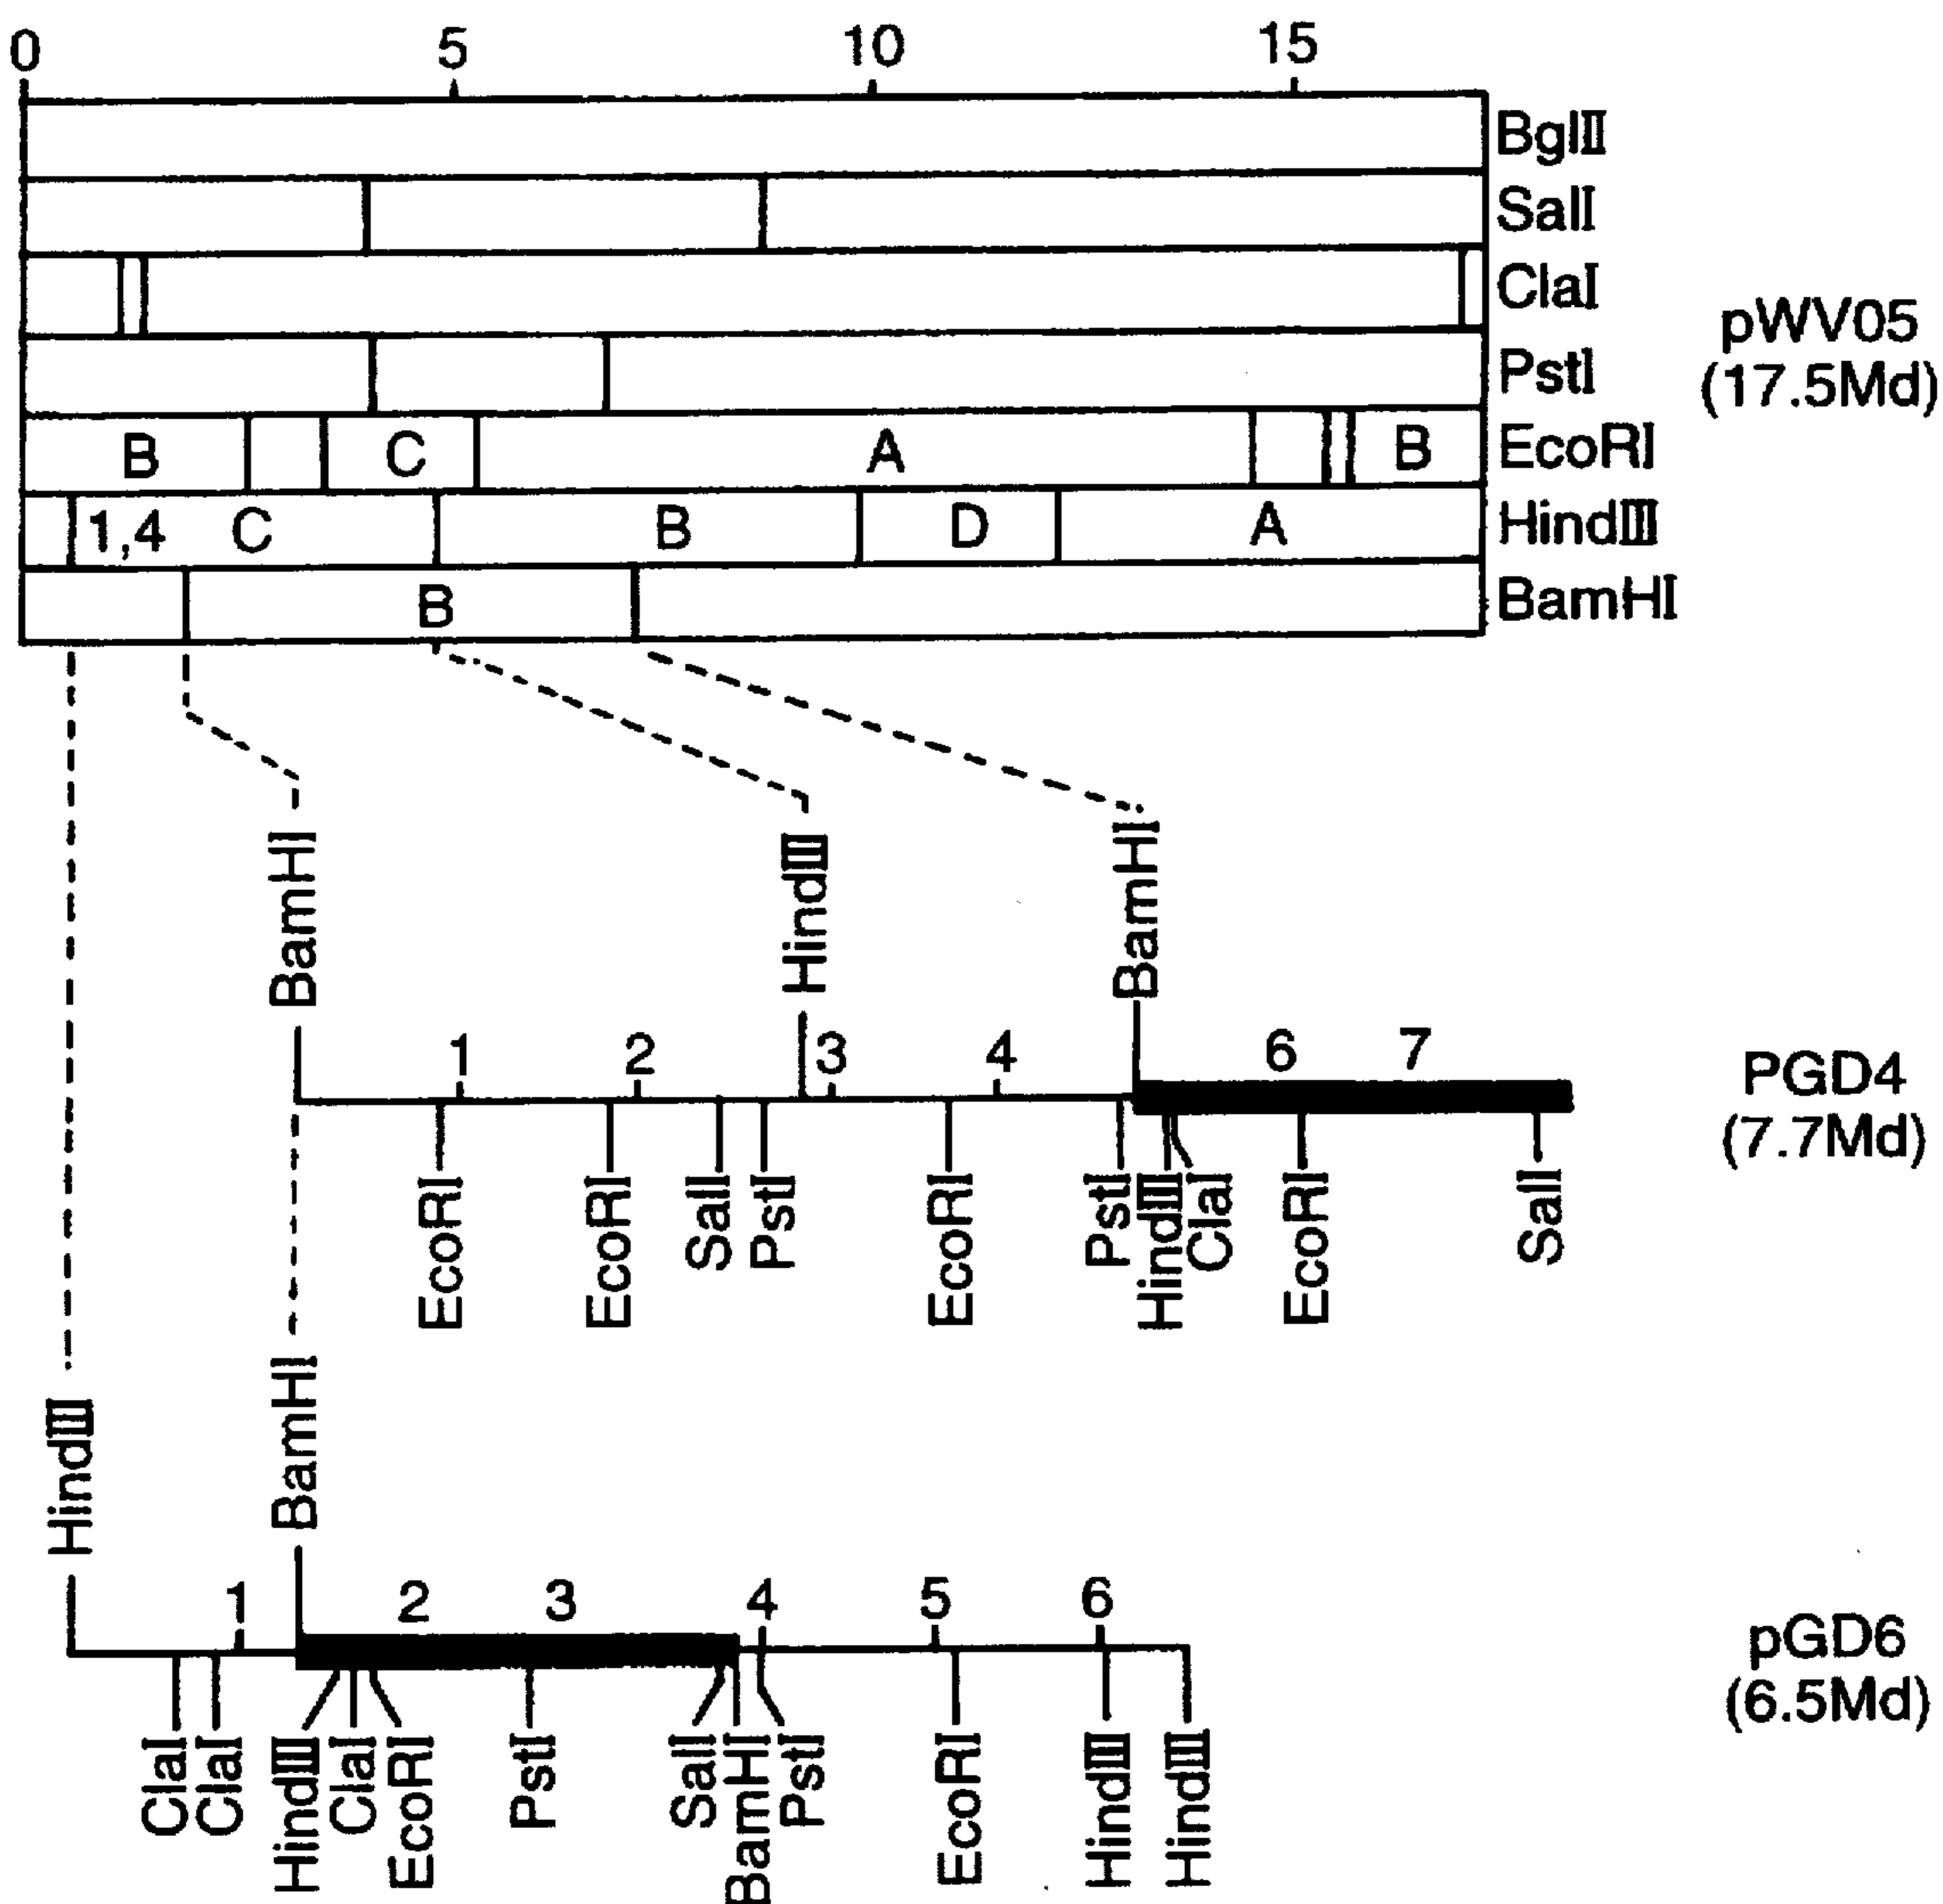 0 5 10 15
BglII
SalI
ClaI
PstI
B C A B EcoRI
1,4 C B D A HindIII
B BamHI
pWV05
(17.5Md)
BamHI HindIII BamHI
1 2 3 4 6 7
EcoRI EcoRI SalI PstI EcoRI PstI HindIII ClaI EcoRI SalI
PGD4
(7.7Md)
HindIII BamHI
1 2 3 4 5 6
ClaI ClaI HindIII ClaI EcoRI PstI SalI BamHI PstI EcoRI HindIII HindIII
pGD6
(6.5Md)